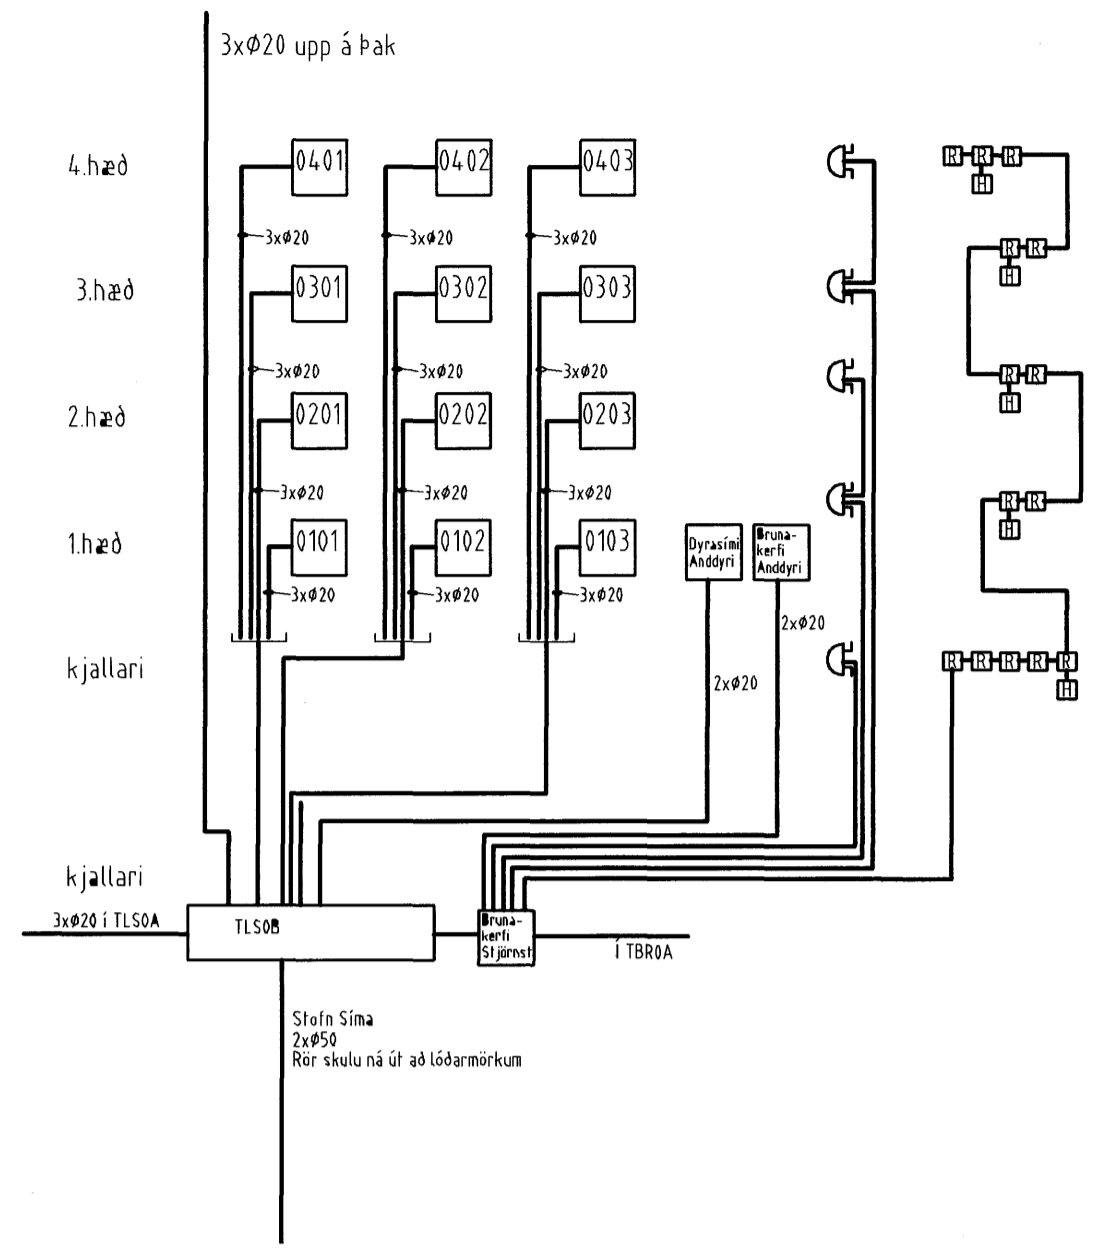 3xØ20 upp á Þak
4.hæð
0401
0402
0403
R R R
H
3xØ20
3xØ20
3xØ20
R R
H
3.hæð
0301
0302
0303
3xØ20
3xØ20
3xØ20
R R
H
2.hæð
0201
0202
0203
3xØ20
3xØ20
3xØ20
R R
H
1.hæð
0101
0102
0103
Dyrasími
Anddyri
Bruna-
kerfi
Anddyri
3xØ20
3xØ20
3xØ20
2xØ20
2xØ20
kjallari
R R R R R
H
kjallari
3xØ20 í TLS0A
TLS0B
Bruna-
kerfi
Stjörnst
Í TBR0A
Stofn Síma
2xØ50
Rör skulu ná út að lóðarmörkum